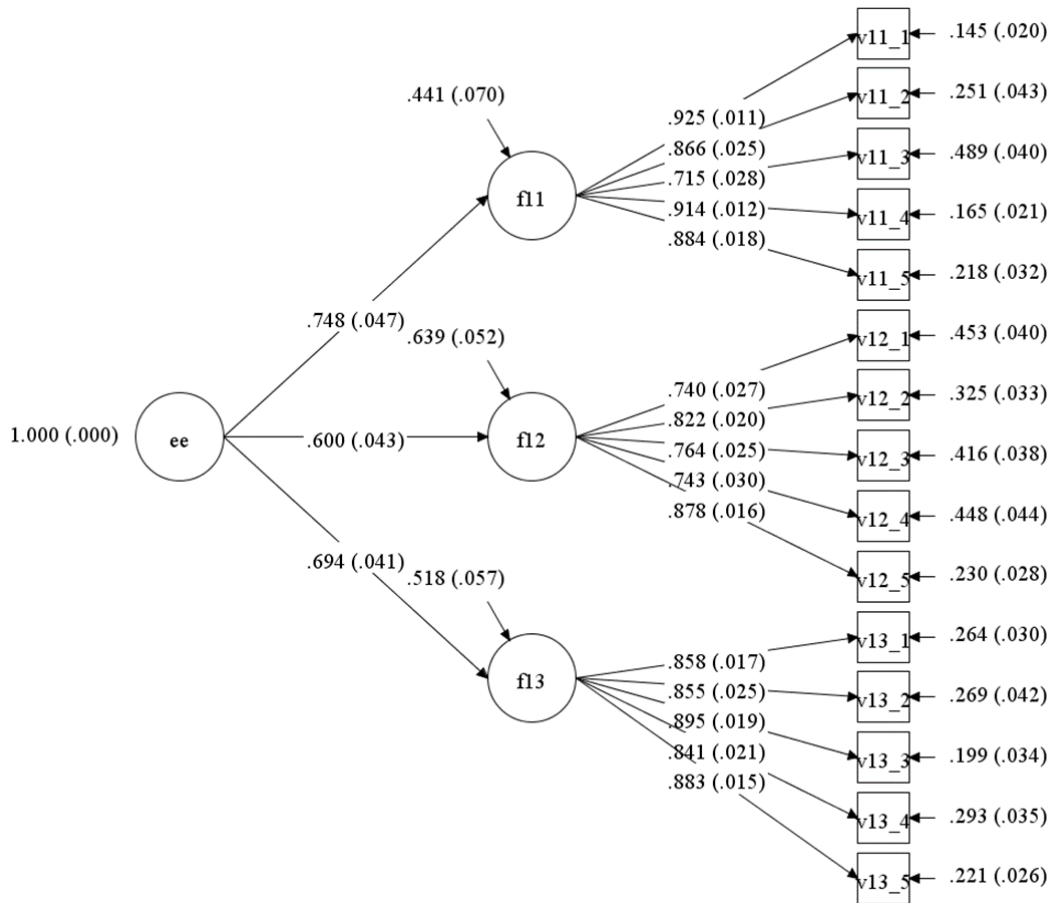 v11_1
.145 (.020)
.441 (.070)
v11_2
.251 (.043)
.925 (.011)
.866 (.025)
v11_3
.489 (.040)
.715 (.028)
f11
.914 (.012)
v11_4
.165 (.021)
.884 (.018)
v11_5
.218 (.032)
.748 (.047)
.639 (.052)
v12_1
.453 (.040)
.740 (.027)
v12_2
.325 (.033)
.822 (.020)
1.000 (.000)
ee
.600 (.043)
f12
.764 (.025)
v12_3
.416 (.038)
.743 (.030)
.878 (.016)
v12_4
.448 (.044)
.694 (.041)
.518 (.057)
v12_5
.230 (.028)
v13_1
.264 (.030)
.858 (.017)
f13
.855 (.025)
v13_2
.269 (.042)
.895 (.019)
.841 (.021)
v13_3
.199 (.034)
.883 (.015)
v13_4
.293 (.035)
v13_5
.221 (.026)